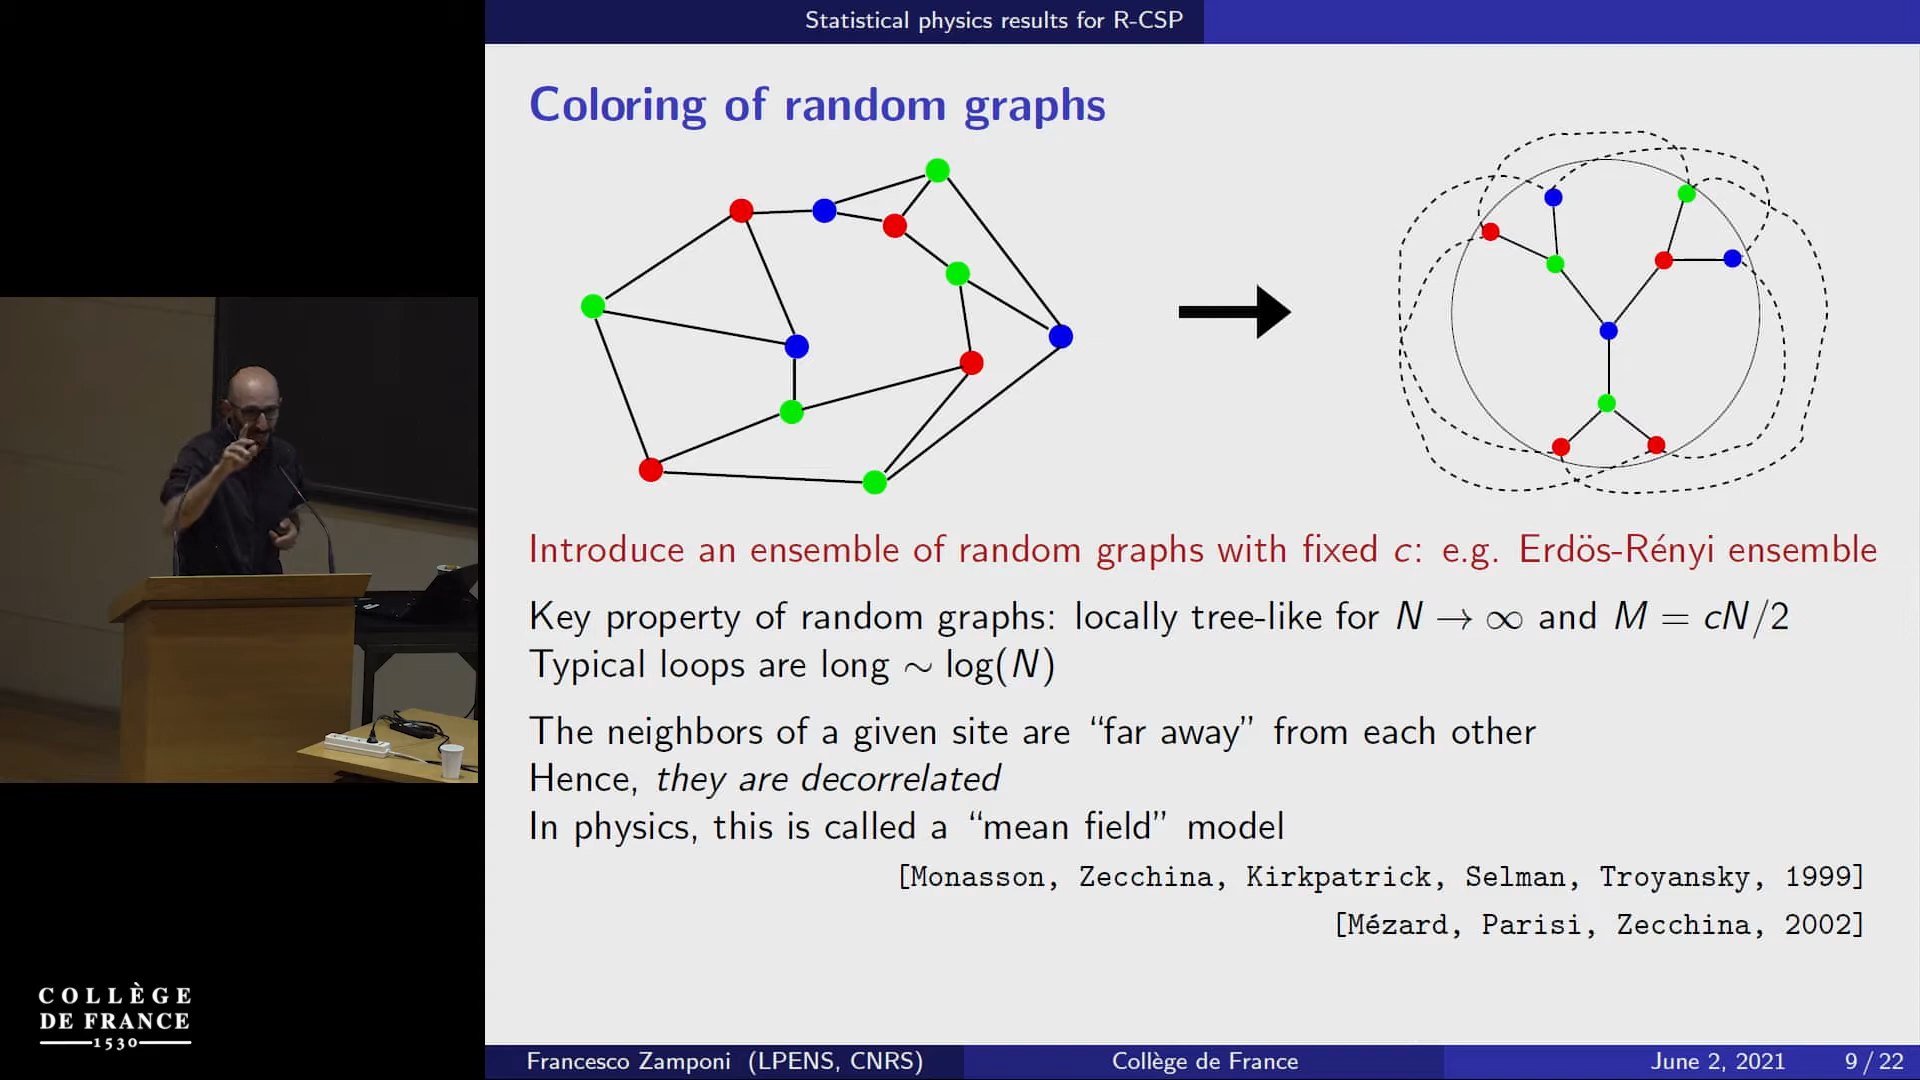 Statistical physics results for R-CSP
Coloring of random graphs
Introduce an ensemble of random graphs with fixed c: e.g. Erdös-Rényi ensemble
Key property of random graphs: locally tree-like for N → ∞ and M = cN/2
Typical loops are long ∼ log(N)
The neighbors of a given site are “far away” from each other
Hence, they are decorrelated
In physics, this is called a “mean field” model
[Monasson, Zecchina, Kirkpatrick, Selman, Troyansky, 1999]
[Mézard, Parisi, Zecchina, 2002]
COLLÈGE
DE FRANCE
1530
Francesco Zamponi (LPENS, CNRS) Collège de France June 2, 2021 9 / 22